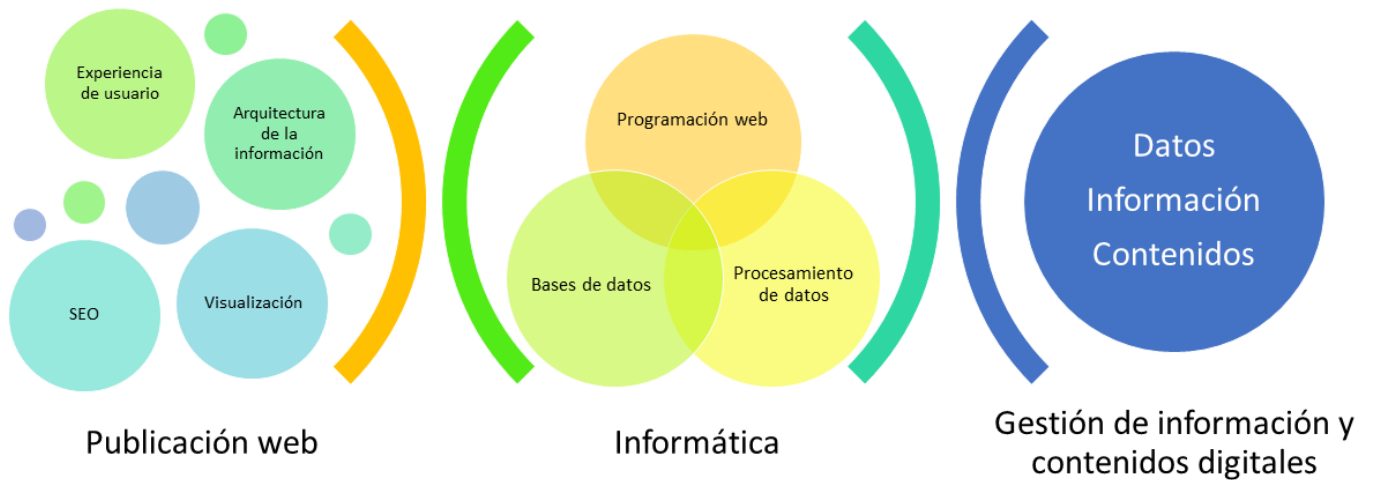 Experiencia
de usuario
Arquitectura
de la
información
SEO
Visualización
Publicación web
Programación web
Bases de datos
Procesamiento
de datos
Informática
Datos
Información
Contenidos
Gestión de información y
contenidos digitales